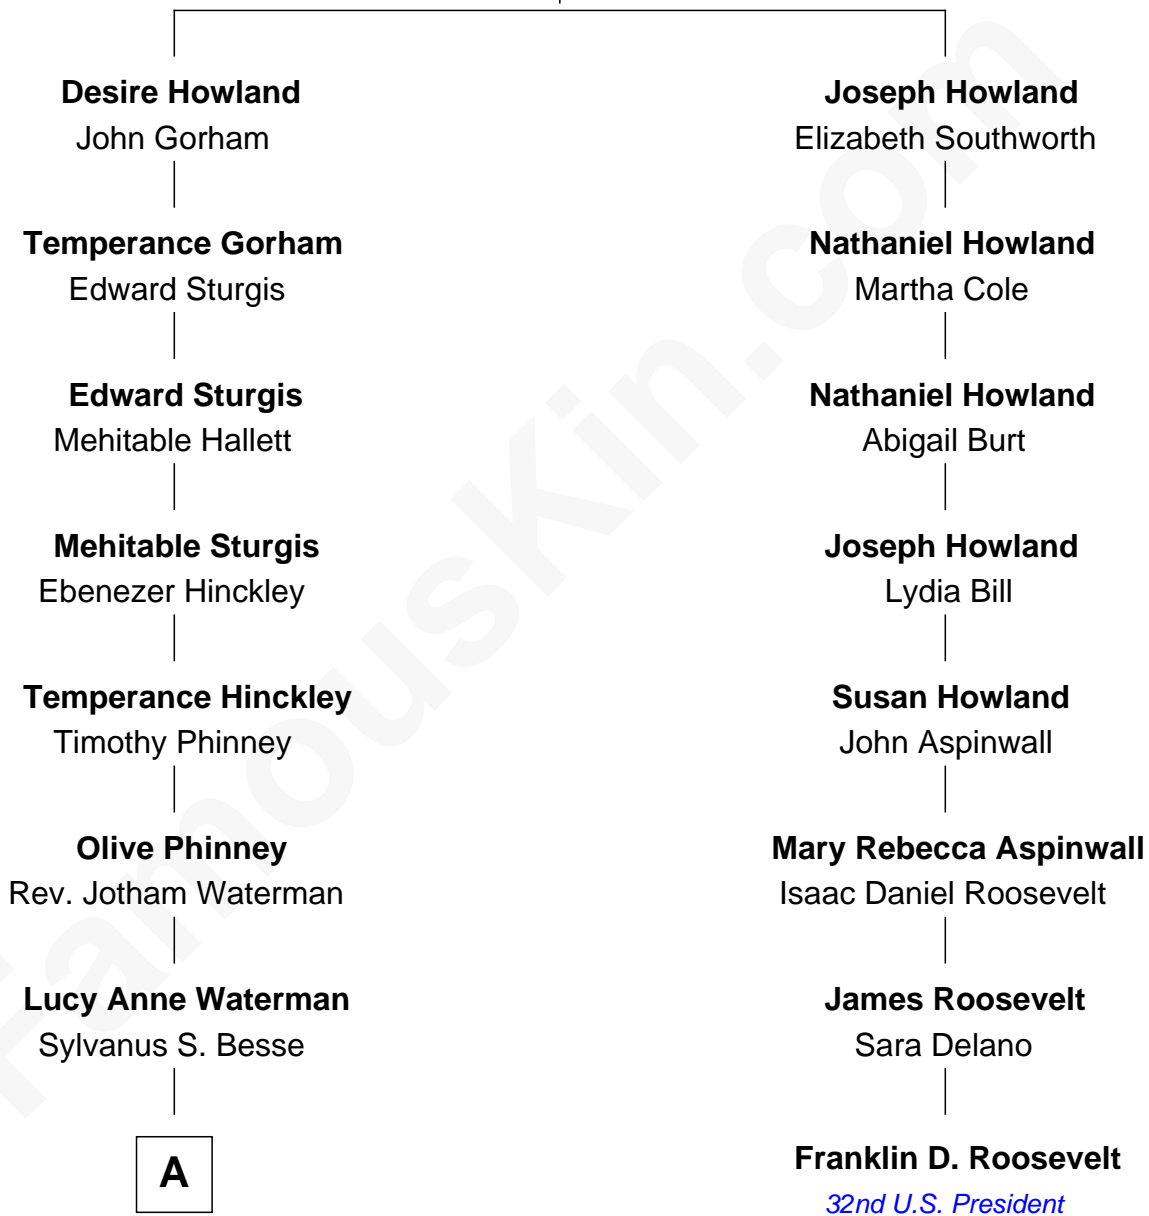 Desire Howland
John Gorham
Joseph Howland
Elizabeth Southworth
Temperance Gorham
Edward Sturgis
Nathaniel Howland
Martha Cole
Edward Sturgis
Mehitable Hallett
Nathaniel Howland
Abigail Burt
Mehitable Sturgis
Ebenezer Hinckley
Joseph Howland
Lydia Bill
Temperance Hinckley
Timothy Phinney
Susan Howland
John Aspinwall
Olive Phinney
Rev. Jotham Waterman
Mary Rebecca Aspinwall
Isaac Daniel Roosevelt
Lucy Anne Waterman
Sylvanus S. Besse
James Roosevelt
Sara Delano
A
Franklin D. Roosevelt
32nd U.S. President
FamousKin.com